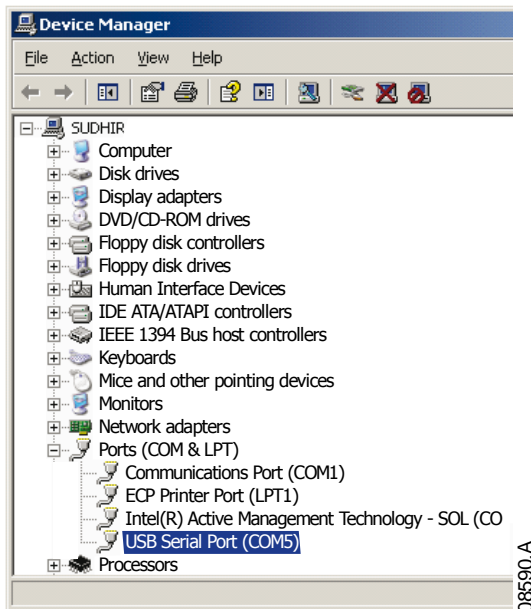 Device Manager
File Action View Help
SUDHIR
Computer
Disk drives
Display adapters
DVD/CD-ROM drives
Floppy disk controllers
Floppy disk drives
Human Interface Devices
IDE ATA/ATAPI controllers
IEEE 1394 Bus host controllers
Keyboards
Mice and other pointing devices
Monitors
Network adapters
Ports (COM & LPT)
Communications Port (COM1)
ECP Printer Port (LPT1)
Intel(R) Active Management Technology - SOL (CO
USB Serial Port (COM5)
Processors
08590.A